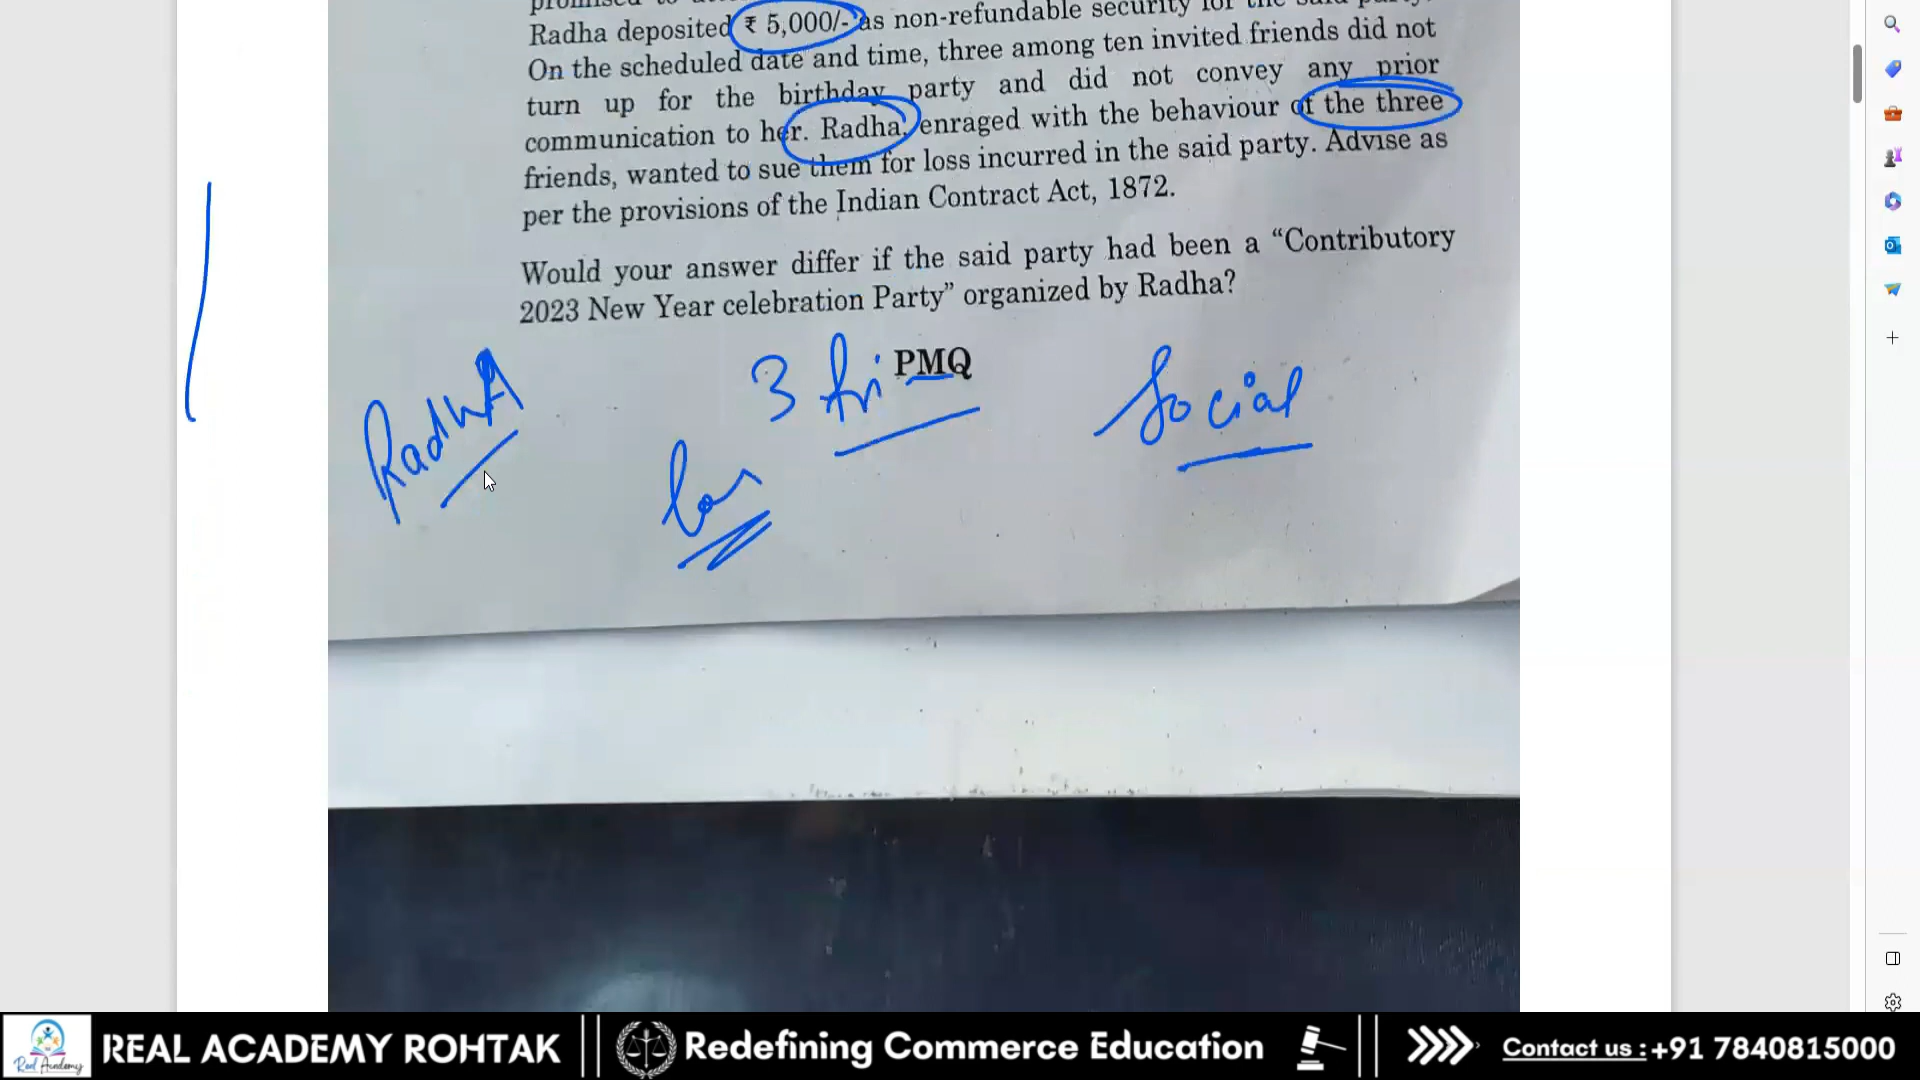 Radha deposited ₹ 5,000/- as non-refundable security for the said party.
On the scheduled date and time, three among ten invited friends did not
turn up for the birthday party and did not convey any prior
communication to her. Radha, enraged with the behaviour of the three
friends, wanted to sue them for loss incurred in the said party. Advise as
per the provisions of the Indian Contract Act, 1872.
Would your answer differ if the said party had been a “Contributory
2023 New Year celebration Party” organized by Radha?
PMQ
3 fri
Social
RadhA
REAL ACADEMY ROHTAK
Redefining Commerce Education
Contact us : +91 7840815000
Real Academy